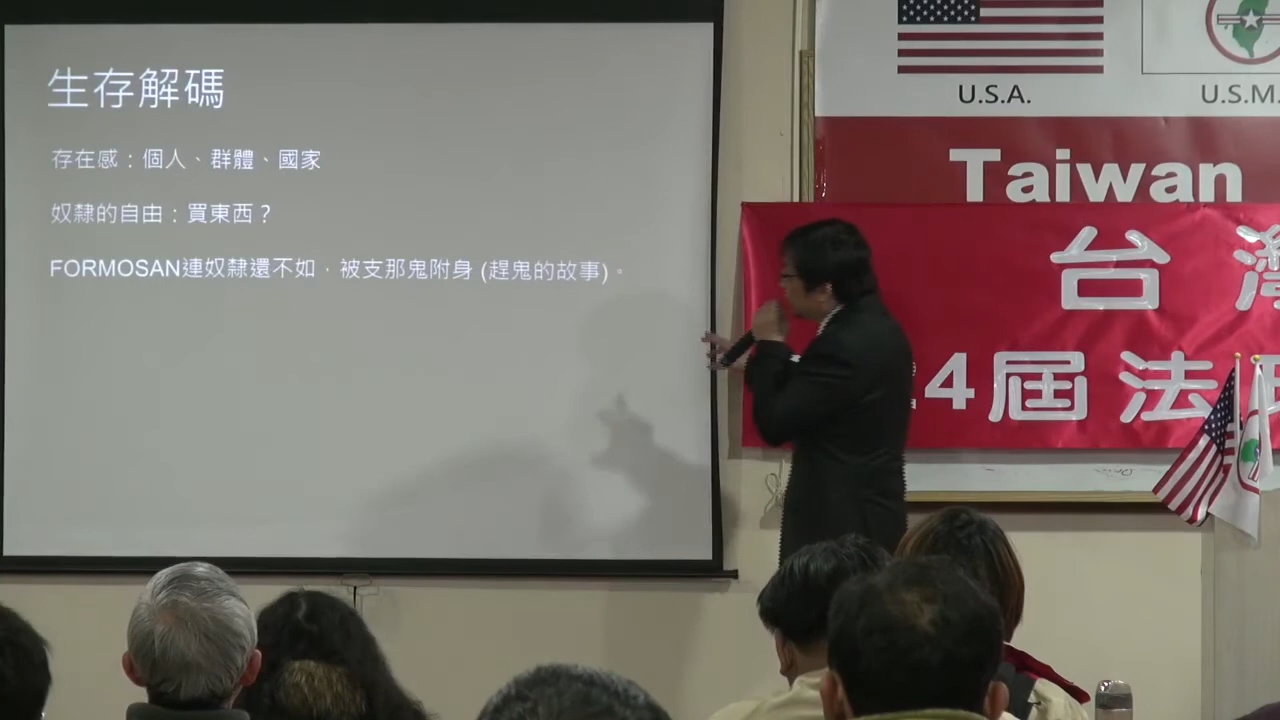 生存解碼
存在感：個人、群體、國家
奴隸的自由：買東西？
FORMOSAN連奴隸還不如，被支那鬼附身 (趕鬼的故事)。
U.S.A.
U.S.M.
Taiwan
台灣
4屆法